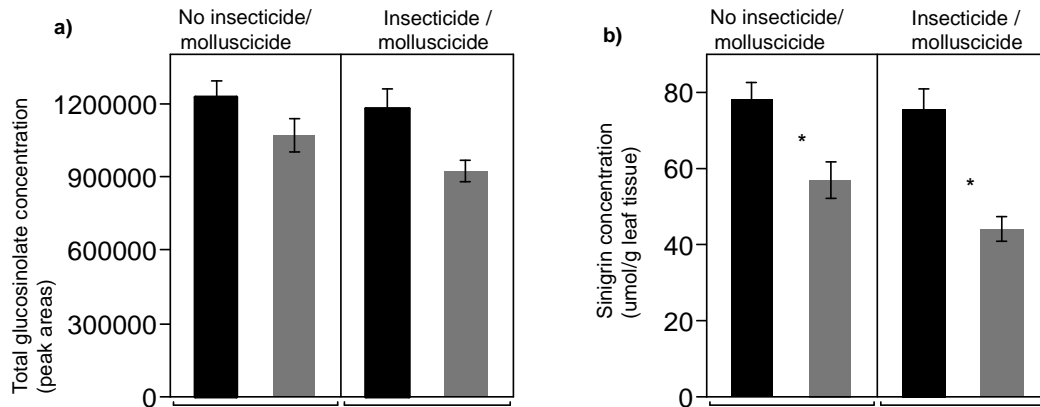 a)
No insecticide/
molluscicide
Insecticide /
molluscicide
Total glucosinolate concentration
(peak areas)
1200000
900000
600000
300000
0
b)
No insecticide/
molluscicide
Insecticide /
molluscicide
Sinigrin concentration
(umol/g leaf tissue)
80
60
40
20
0
*
*